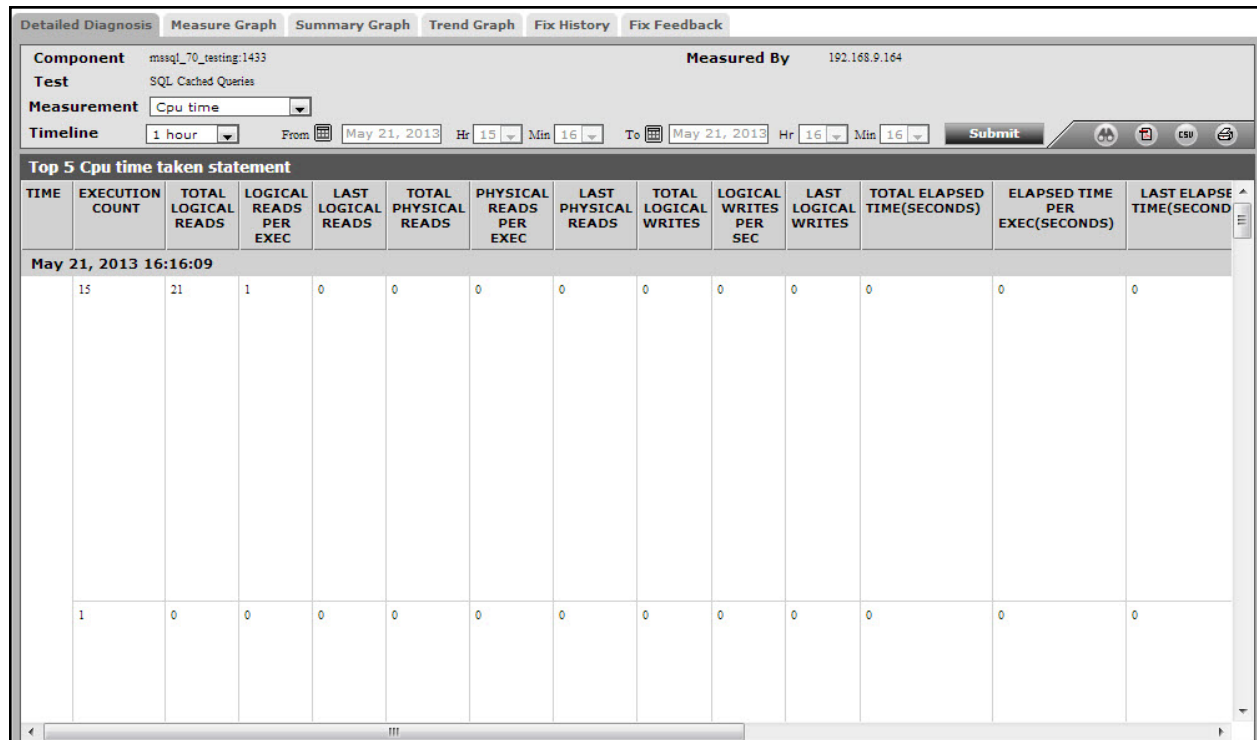 Detailed Diagnosis Measure Graph Summary Graph Trend Graph Fix History Fix Feedback
Component mssql_70_testing:1433 Measured By 192.168.9.164
Test SQL Cached Queries
Measurement Cpu time
Timeline 1 hour From May 21, 2013 Hr 15 Min 16 To May 21, 2013 Hr 16 Min 16 Submit CSV
Top 5 Cpu time taken statement
TIME EXECUTION COUNT TOTAL LOGICAL READS LOGICAL READS PER EXEC LAST LOGICAL READS TOTAL PHYSICAL READS PHYSICAL READS PER EXEC LAST PHYSICAL READS TOTAL LOGICAL WRITES LOGICAL WRITES PER SEC LAST LOGICAL WRITES TOTAL ELAPSED TIME(SECONDS) ELAPSED TIME PER EXEC(SECONDS) LAST ELAPSE TIME(SECOND
May 21, 2013 16:16:09
15 21 1 0 0 0 0 0 0 0 0 0 0
1 0 0 0 0 0 0 0 0 0 0 0 0